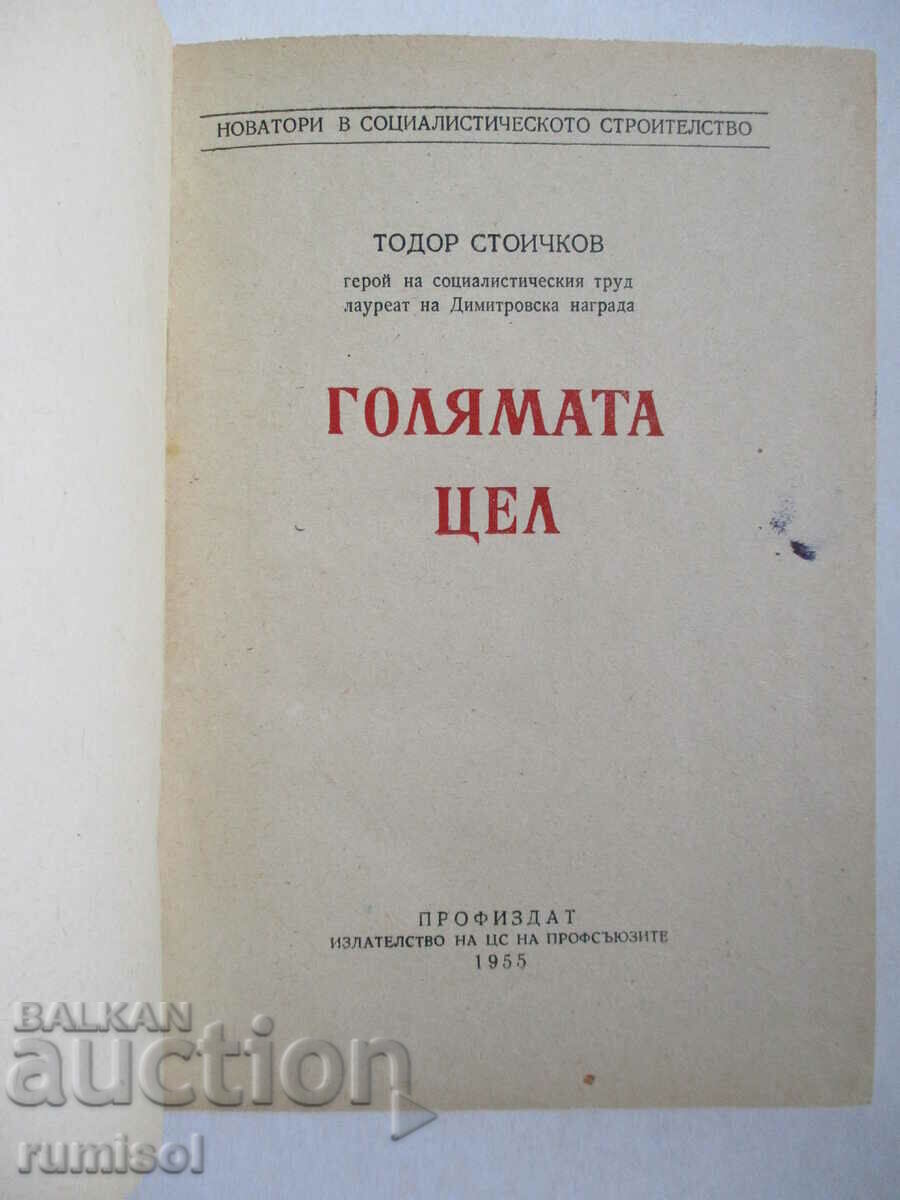 НОВАТОРИ В СОЦИАЛИСТИЧЕСКОТО СТРОИТЕЛСТВО
ТОДОР СТОИЧКОВ
герой на социалистическия труд
лауреат на Димитровска награда
ГОЛЯМАТА
ЦЕЛ
ПРОФИЗДАТ
ИЗЛАТЕЛСТВО НА ЦС НА ПРОФСЪЮЗИТЕ
1955
BALKAN
auction
rumisol